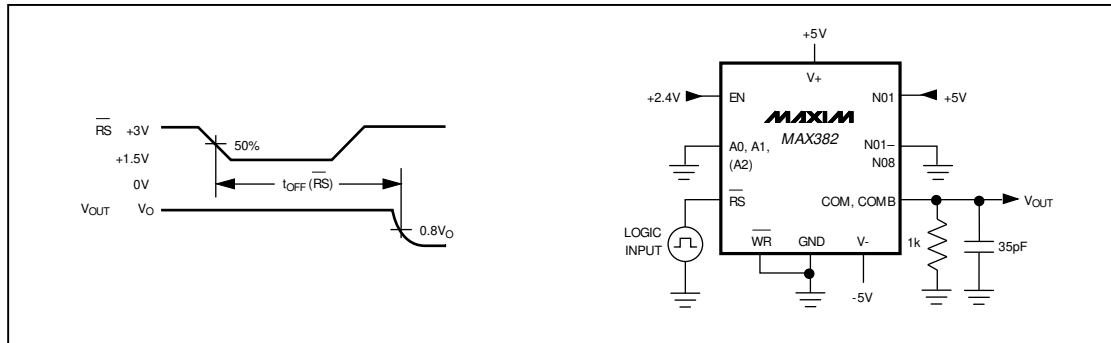 RS +3V
50%
+1.5V
0V
tOFF (RS)
VOUT VO
0.8VO
+5V
V+
+2.4V EN
N01 +5V
MAXIM
MAX382
A0, A1,
(A2)
N01–
N08
RS
COM, COMB
VOUT
LOGIC
INPUT
WR GND V-
1k
35pF
-5V